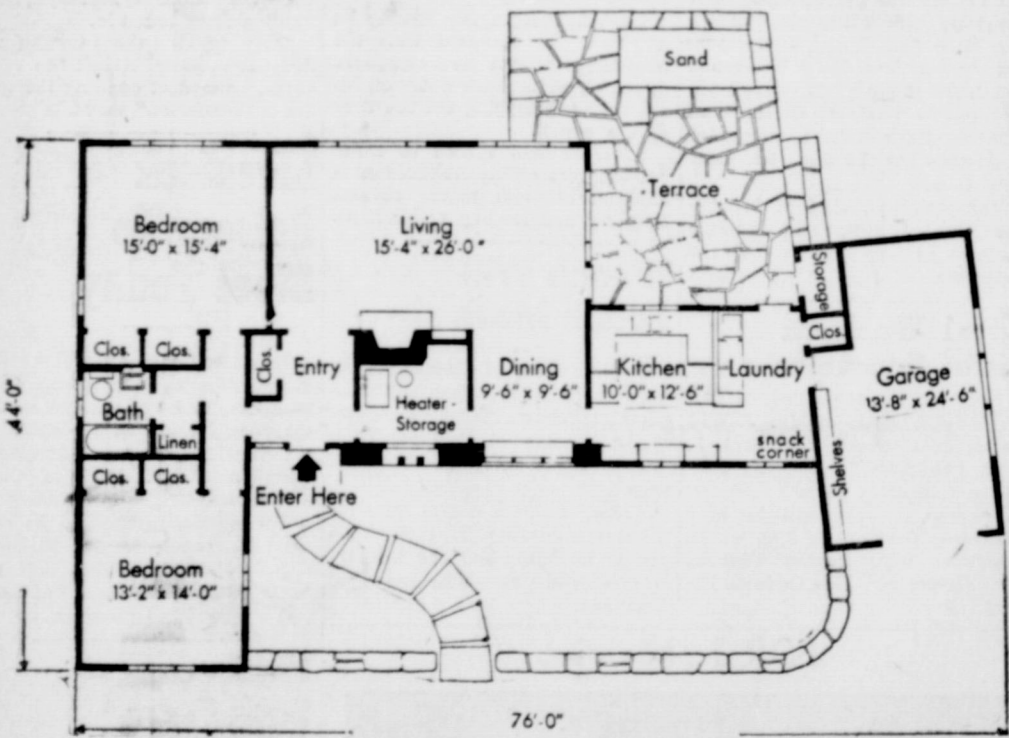 Sand
Terrace
Bedroom
15'-0" x 15'-4"
Living
15'-4" x 26'-0"
Storage
Clos.
Clos.
Clos.
Clos.
Entry
Dining
9'-6" x 9'-6"
Kitchen
10'-0" x 12'-6"
Laundry
Garage
13'-8" x 24'-6"
44'-0"
Bath
Heater-
Storage
Linen
snack
corner
Shelves
Clos.
Clos.
Enter Here
Bedroom
13'-2" x 14'-0"
76'-0"